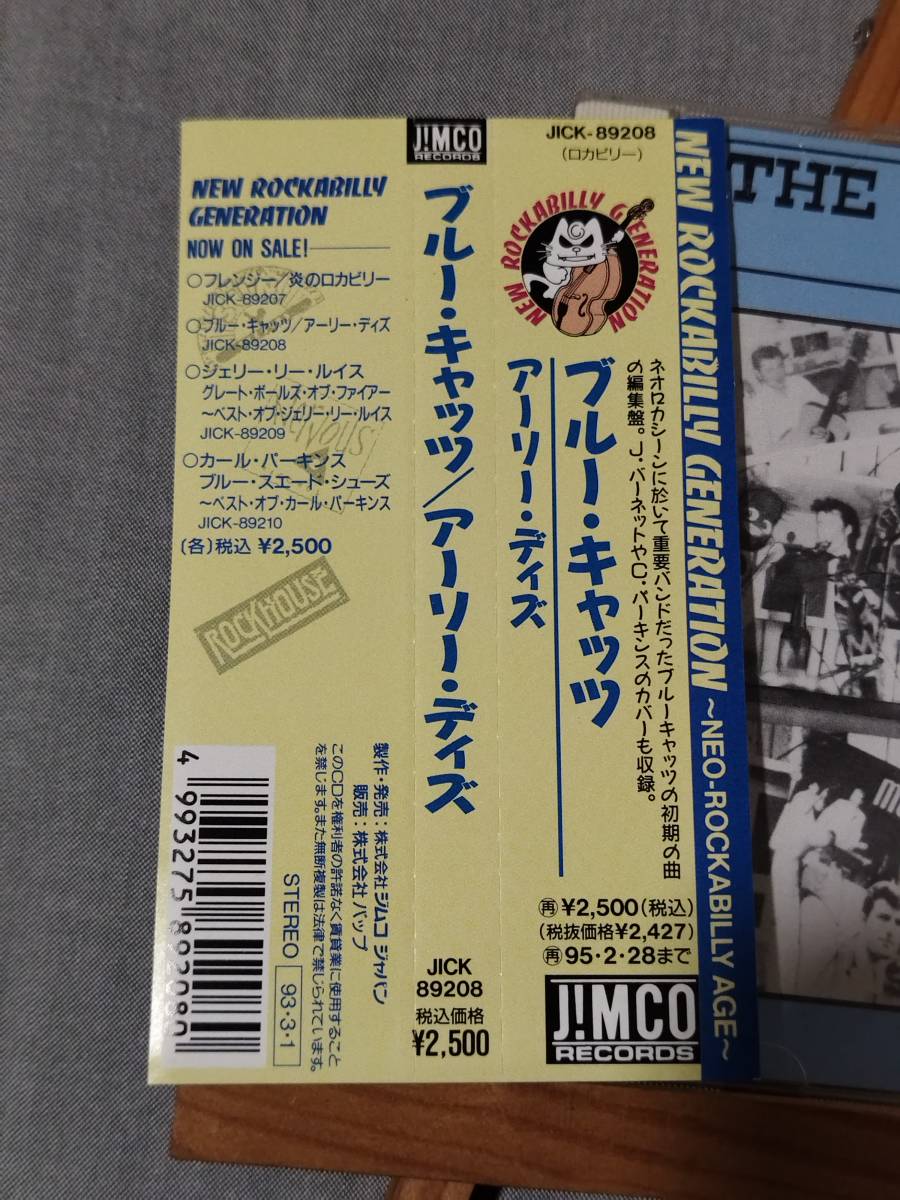 NEW ROCKABILLY
GENERATION
NOW ON SALE!
○フレンジー/炎のロカビリー
JICK-89207
○ブルー・キャッツ/アーリー・デイズ
JICK-89208
○ジェリー・リー・ルイス
グレート・ボールズ・オブ・ファイアー
〜ベスト・オブ・ジェリー・リー・ルイス
JICK-89209
○カール・パーキンス
ブルー・スエード・シューズ
〜ベスト・オブ・カール・パーキンス
JICK-89210
(各)税込 ¥2,500
ROCKHOUSE
製作・発売:株式会社ジムコ ジャパン
販売:株式会社 バップ
このCDを権利者の許諾なく賃貸業に使用すること
を禁じます。また無断複製は法律で禁じられています。
4 993275 892080
STEREO 93・3・1
J!MCO
RECORDS
ブルー・キャッツ/アーリー・デイズ
JICK
89208
税込価格
¥2,500
JICK-89208
(ロカビリー)
NEW ROCKABILLY GENERATION
ブルー・キャッツ
アーリー・デイズ
ネオロカシーンに於いて重要バンドだったブルーキャッツの初期の曲
の編集盤。J・バーネットやC・パーキンスのカバーも収録。
再¥2,500(税込)
(税抜価格¥2,427)
再95・2・28まで
J!MCO
RECORDS
NEW ROCKABILLY GENERATION 〜NEO-ROCKABILLY AGE〜
THE